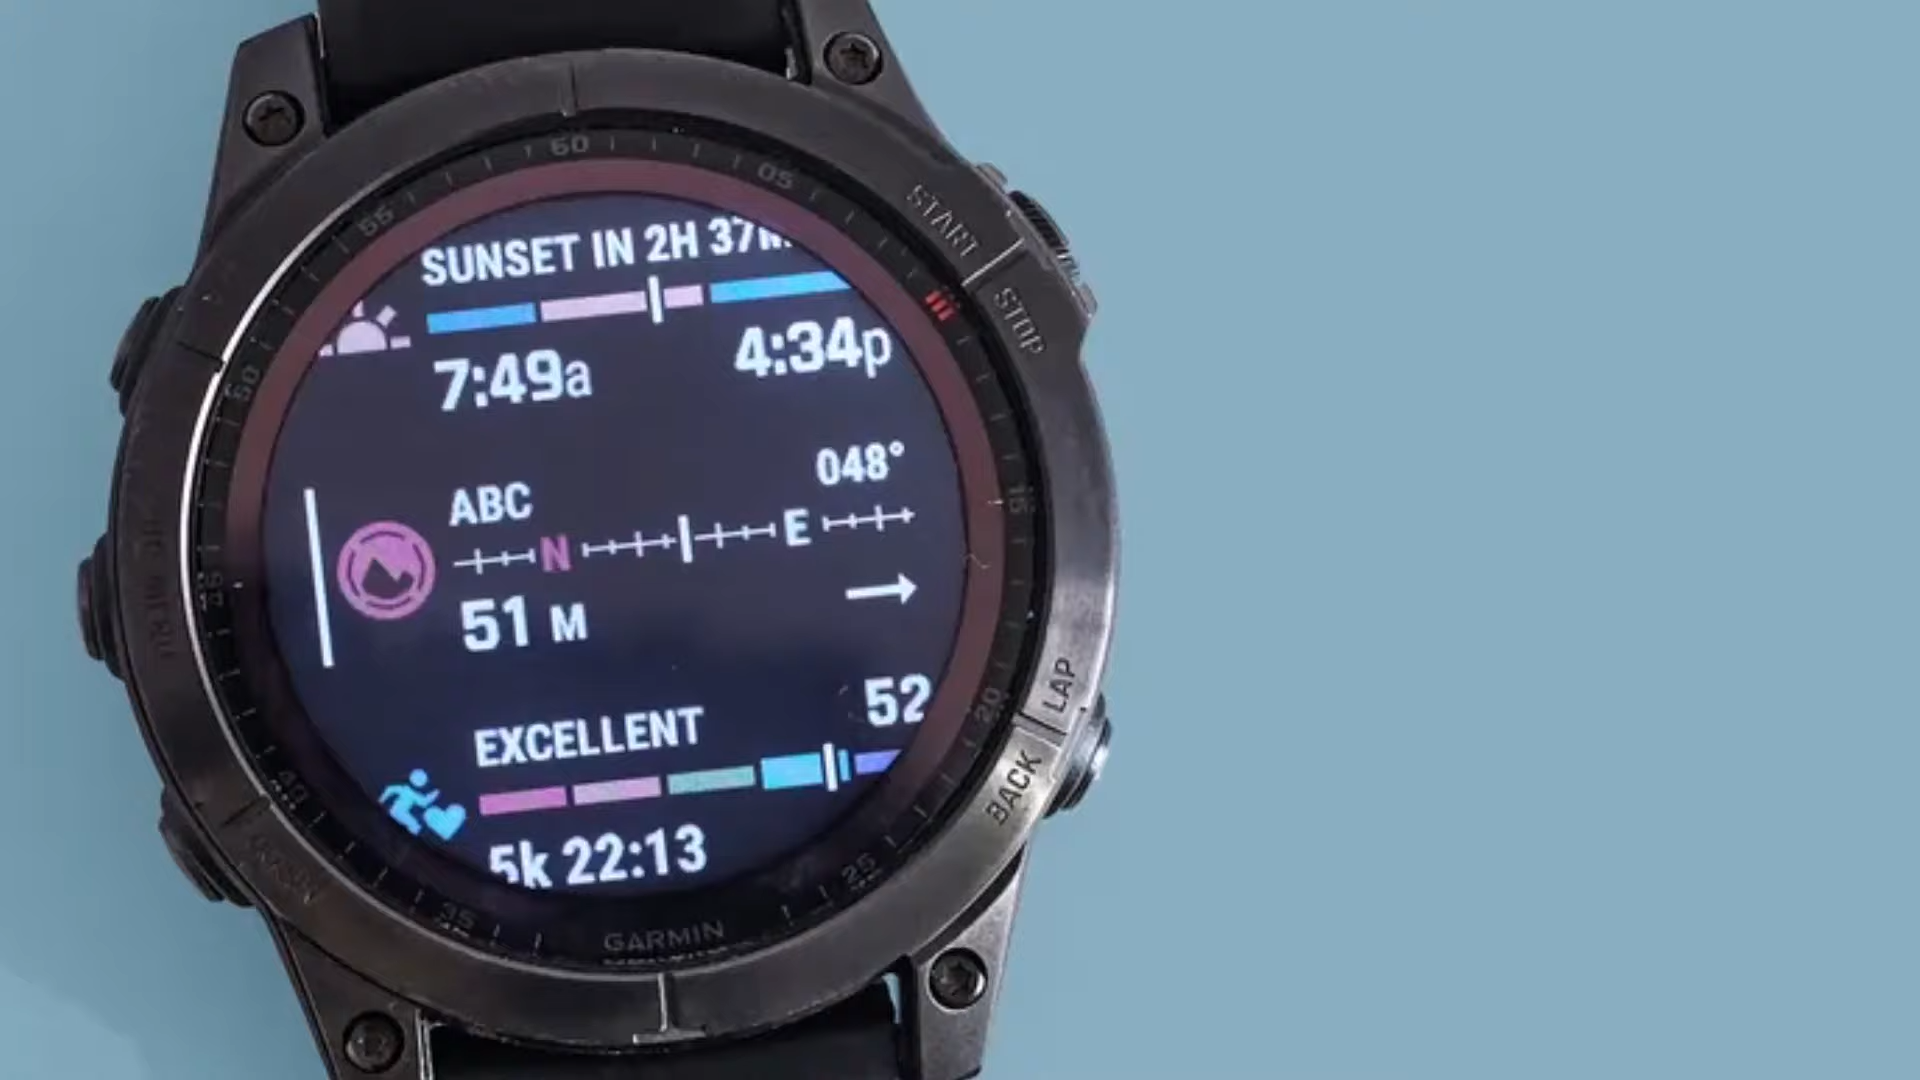 60
05
55
START
STOP
SUNSET IN 2H 37M
7:49a
4:34p
50
048°
ABC
N E
15
51 M
52
20
LAP
EXCELLENT
BACK
40
5k 22:13
25
35
GARMIN